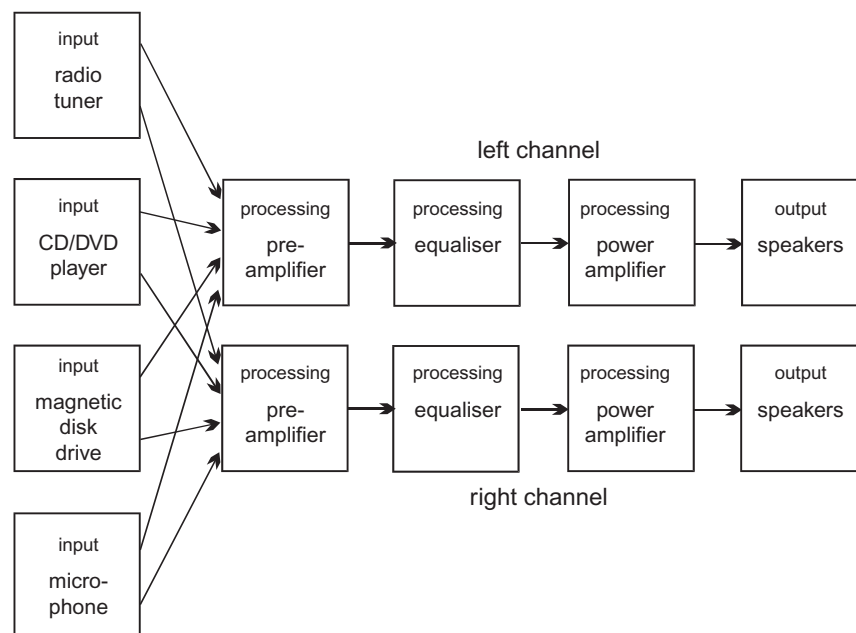 input
radio
tuner
input
CD/DVD
player
input
magnetic
disk
drive
input
micro-
phone
left channel
processing
pre-
amplifier
processing
equaliser
processing
power
amplifier
output
speakers
processing
pre-
amplifier
processing
equaliser
processing
power
amplifier
output
speakers
right channel